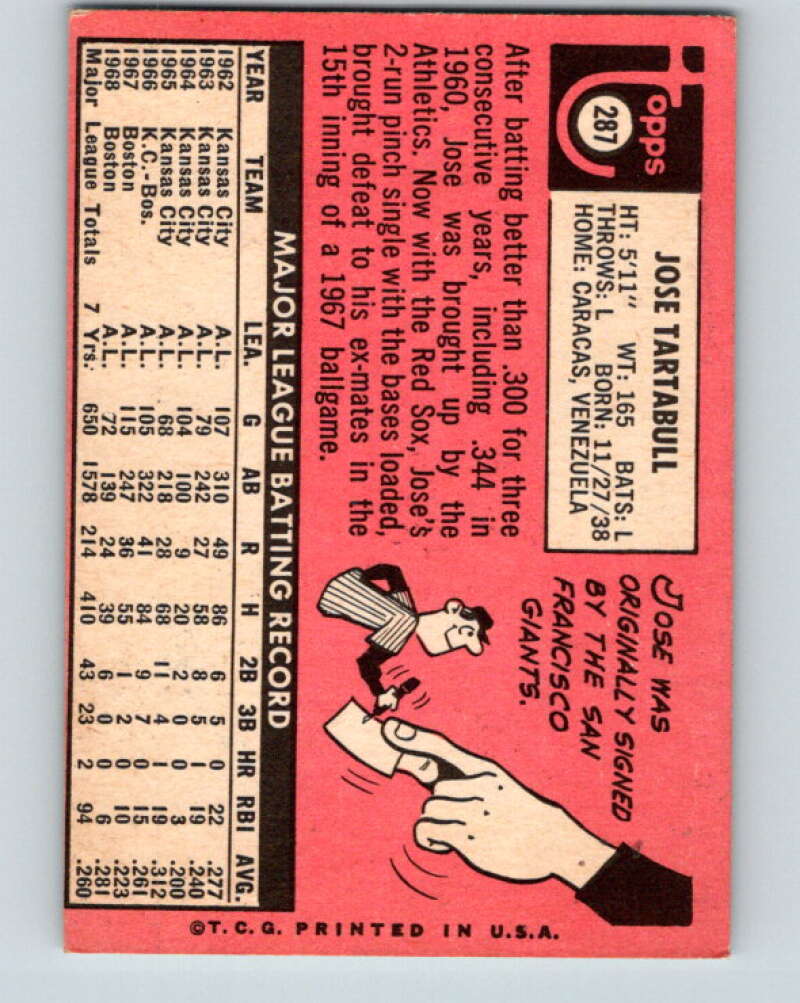 Topps
287
JOSE TARTABULL
HT: 5'11" WT: 165 BATS: L
THROWS: L BORN: 11/27/38
HOME: CARACAS, VENEZUELA
After batting better than .300 for three
consecutive years, including .344 in
1960, Jose was brought up by the
Athletics. Now with the Red Sox, Jose's
2-run pinch single with the bases loaded,
brought defeat to his ex-mates in the
15th inning of a 1967 ballgame.
JOSE WAS
ORIGINALLY SIGNED
BY THE SAN
FRANCISCO
GIANTS.
MAJOR LEAGUE BATTING RECORD
YEAR TEAM LEA. G AB R H 2B 3B HR RBI AVG.
1962 Kansas City A.L. 107 310 49 86 6 5 0 22 .277
1963 Kansas City A.L. 79 242 27 58 8 5 1 19 .240
1964 Kansas City A.L. 104 100 9 20 2 0 0 3 .200
1965 Kansas City A.L. 68 218 28 68 11 4 1 19 .312
1966 K.C.-Bos. A.L. 105 322 41 84 9 7 0 15 .261
1967 Boston A.L. 115 247 36 55 1 2 0 10 .223
1968 Boston A.L. 72 139 24 39 6 0 0 6 .281
Major League Totals 7 Yrs. 650 1578 214 410 43 23 2 94 .260
©T.C.G. PRINTED IN U.S.A.